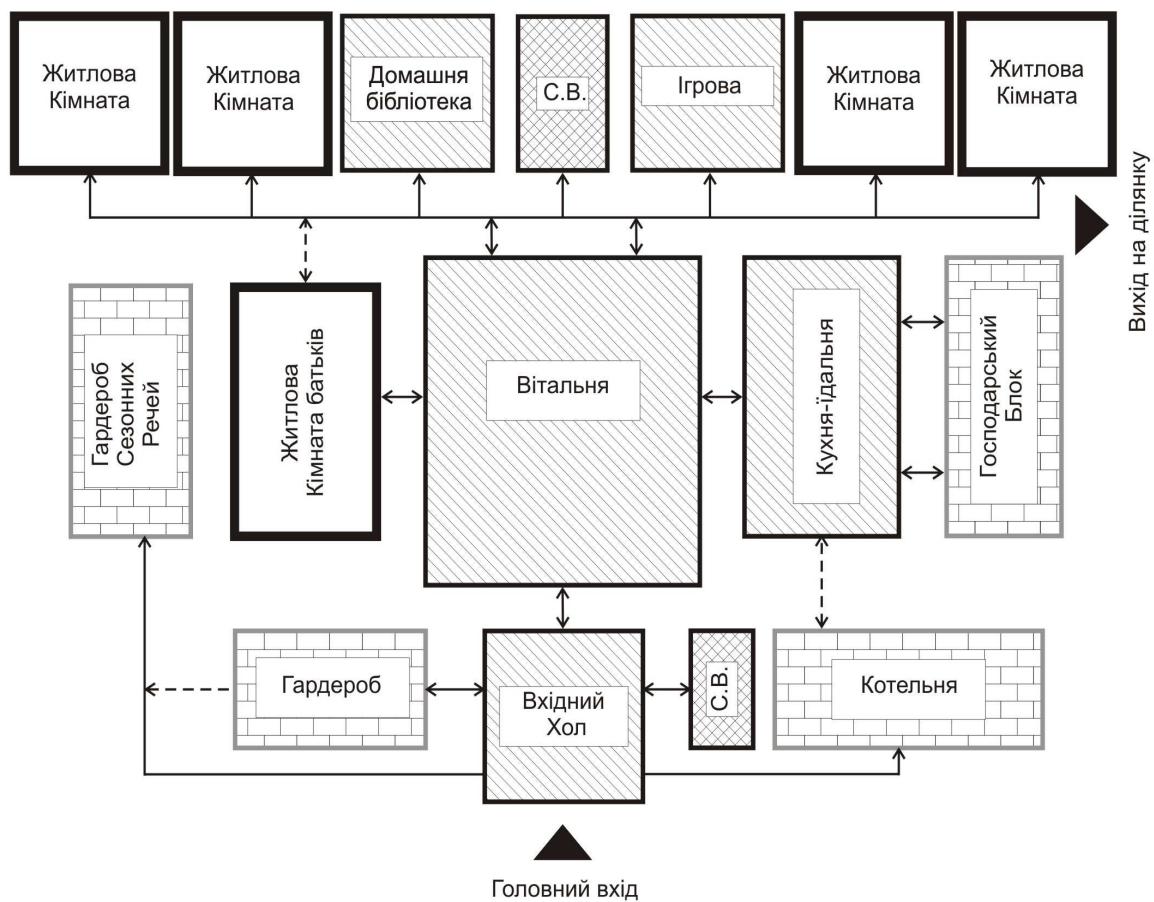 Житлова
Кімната
Житлова
Кімната
Домашня
бібліотека
С.В.
Ігрова
Житлова
Кімната
Житлова
Кімната
Вихід на ділянку
Гардероб
Сезонних
Речей
Житлова
Кімната батьків
Вітальня
Кухня-їдальня
Господарський
Блок
Гардероб
Вхідний
Хол
С.В.
Котельня
Головний вхід